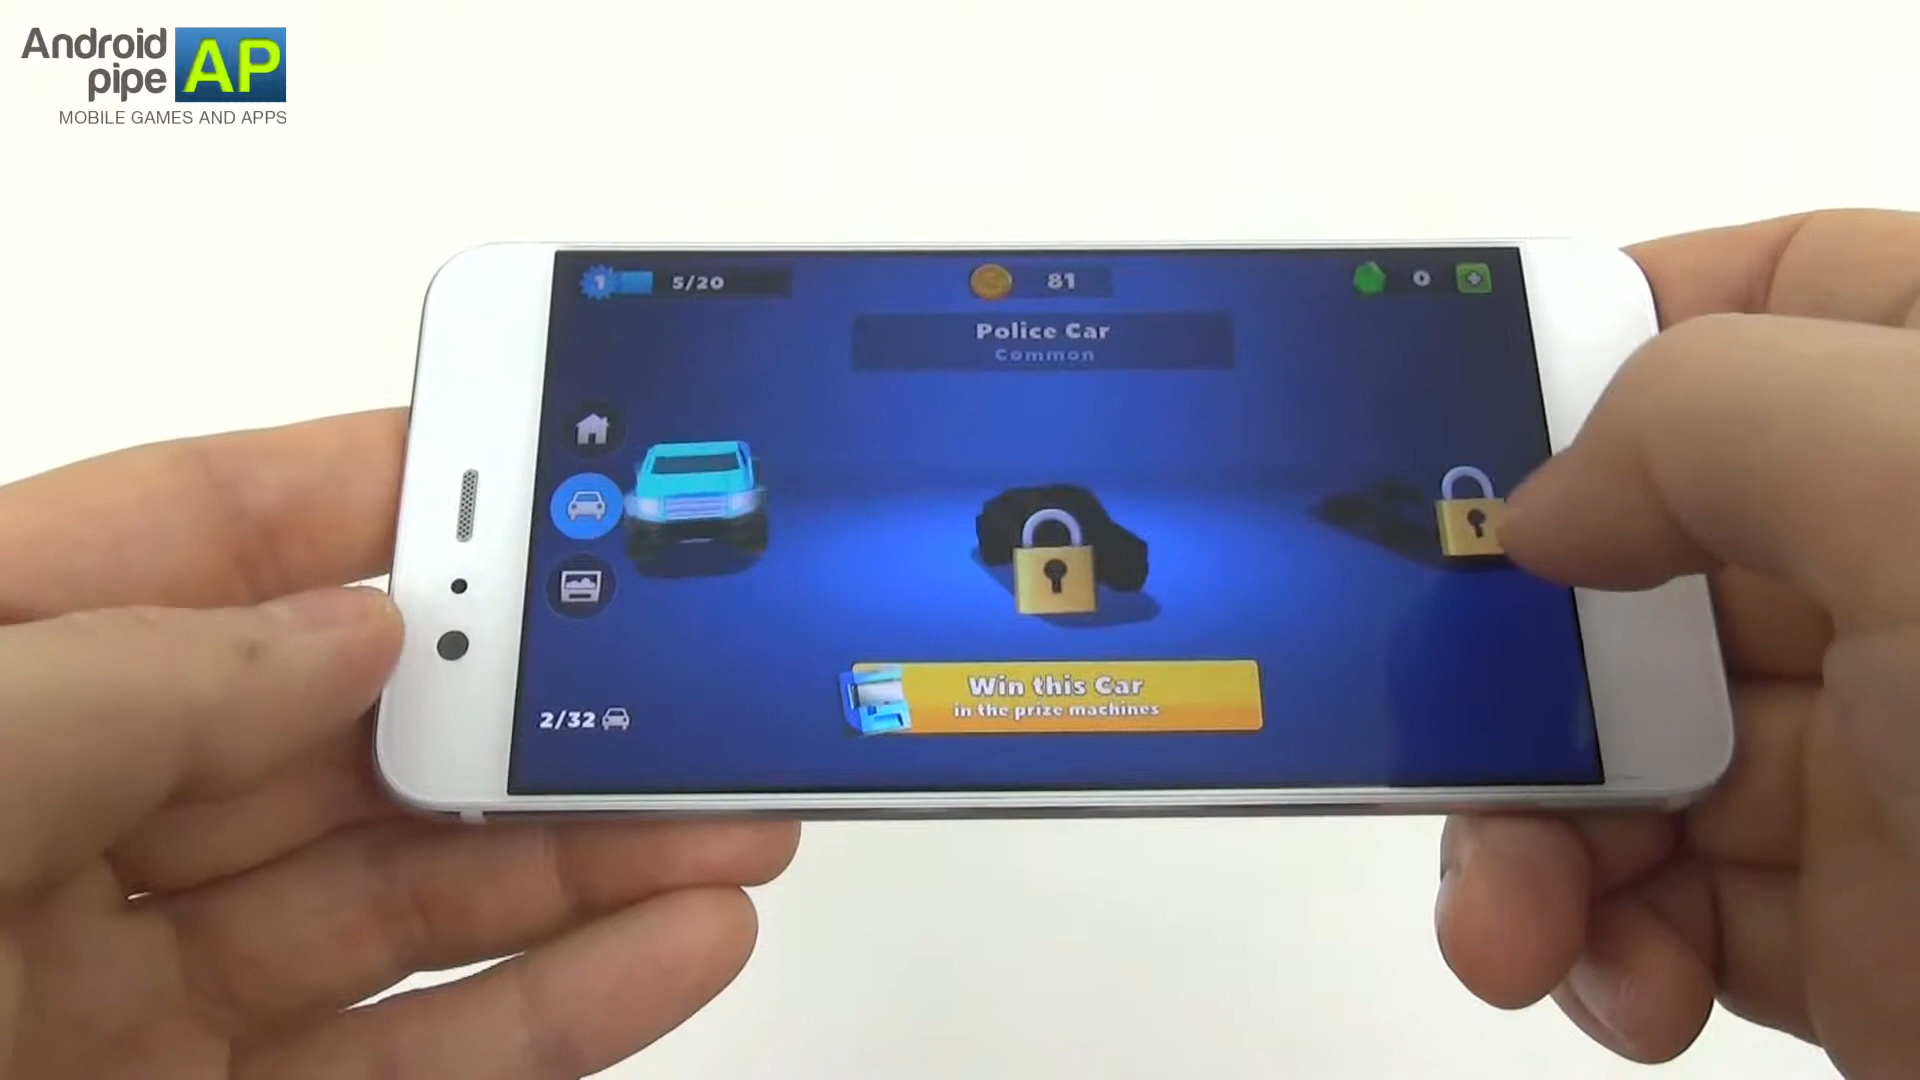 Android
pipe
AP
MOBILE GAMES AND APPS
1
5/20
81
0
Police Car
Common
2/32
Win this Car
in the prize machines